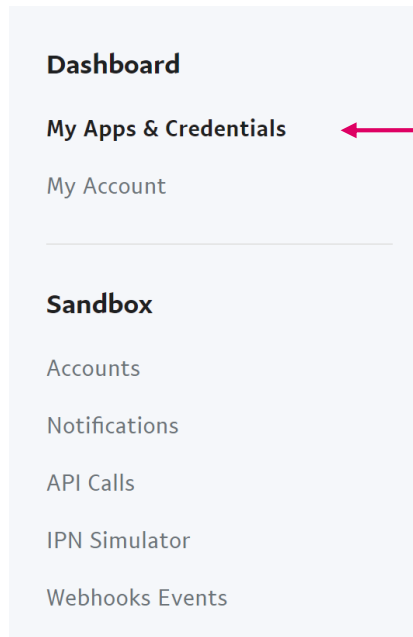 Dashboard
My Apps & Credentials
My Account
Sandbox
Accounts
Notifications
API Calls
IPN Simulator
Webhooks Events